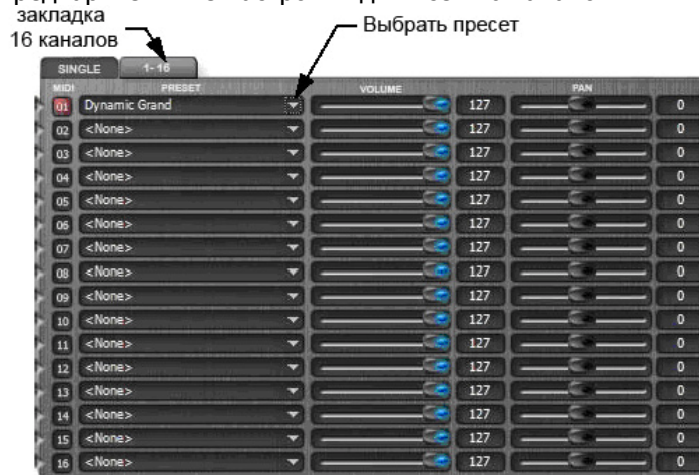 закладка
16 каналов
Выбрать пресет
SINGLE 1-16
MIDI PRESET VOLUME PAN
01 Dynamic Grand 127 0
02 <None> 127 0
03 <None> 127 0
04 <None> 127 0
05 <None> 127 0
06 <None> 127 0
07 <None> 127 0
08 <None> 127 0
09 <None> 127 0
10 <None> 127 0
11 <None> 127 0
12 <None> 127 0
13 <None> 127 0
14 <None> 127 0
15 <None> 127 0
16 <None> 127 0